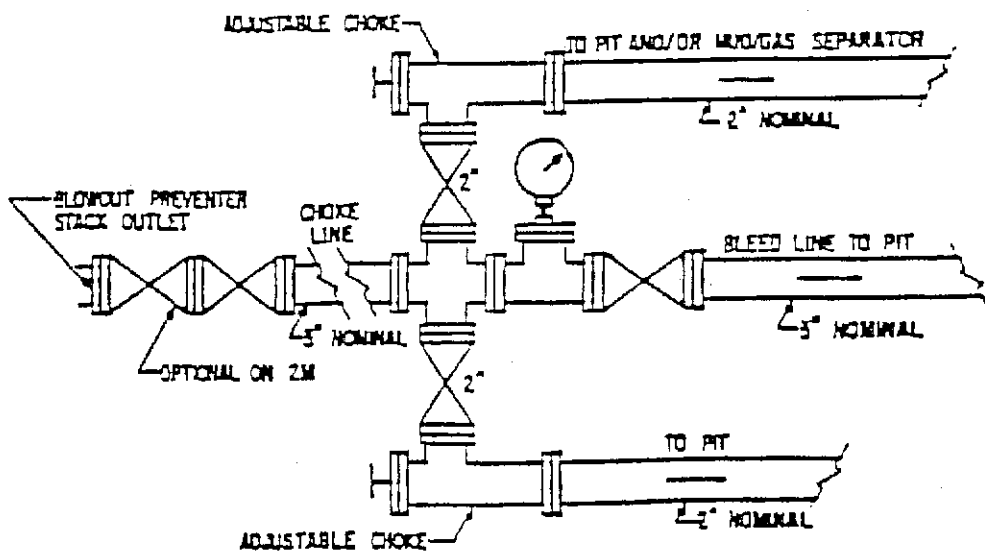 ADJUSTABLE CHOKE
TO PIT AND/OR MUD/GAS SEPARATOR
2" NOMINAL
2"
BLOWOUT PREVENTER
STACK OUTLET
CHOKE
LINE
BLEED LINE TO PIT
3" NOMINAL
3" NOMINAL
OPTIONAL ON 2M
2"
TO PIT
2" NOMINAL
ADJUSTABLE CHOKE